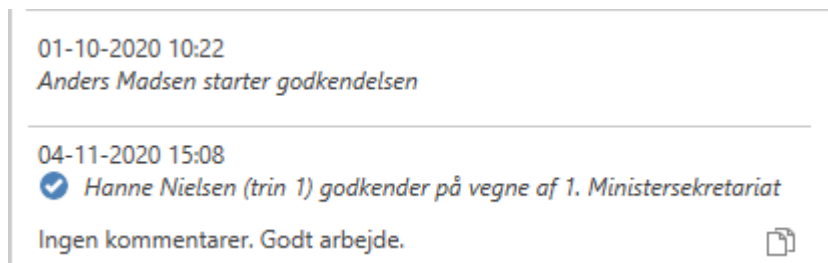 01-10-2020 10:22
Anders Madsen starter godkendelsen
04-11-2020 15:08
Hanne Nielsen (trin 1) godkender på vegne af 1. Ministersekretariat
Ingen kommentarer. Godt arbejde.